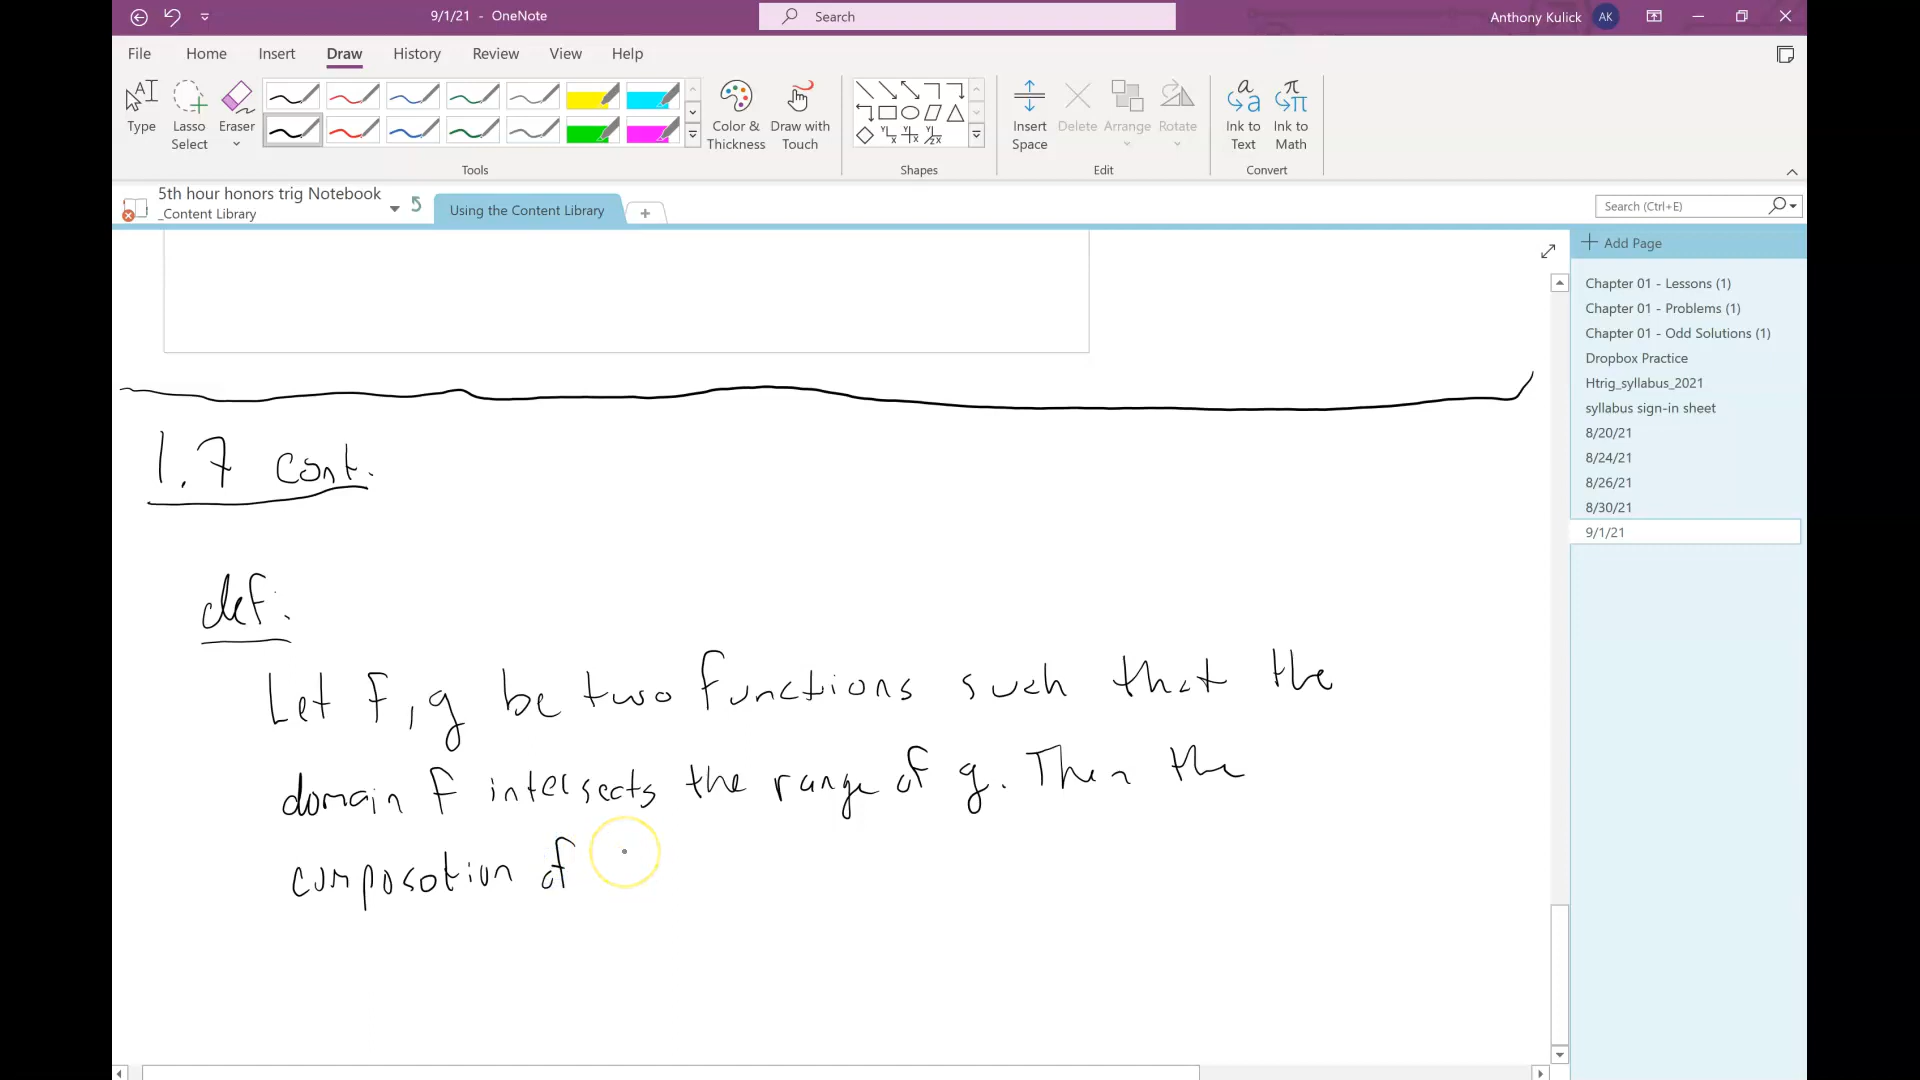 9/1/21 - OneNote
Search
Anthony Kulick AK
File Home Insert Draw History Review View Help
Type
Lasso Select
Eraser
Color & Thickness
Draw with Touch
Insert Space
Delete
Arrange
Rotate
Ink to Text
Ink to Math
Tools
Shapes
Edit
Convert
5th hour honors trig Notebook
_Content Library
Using the Content Library
Search (Ctrl+E)
Add Page
Chapter 01 - Lessons (1)
Chapter 01 - Problems (1)
Chapter 01 - Odd Solutions (1)
Dropbox Practice
Htrig_syllabus_2021
syllabus sign-in sheet
8/20/21
8/24/21
8/26/21
8/30/21
9/1/21
1.7 cont.
def.
Let f, g be two functions such that the
domain f intersects the range of g. Then the
composotion of